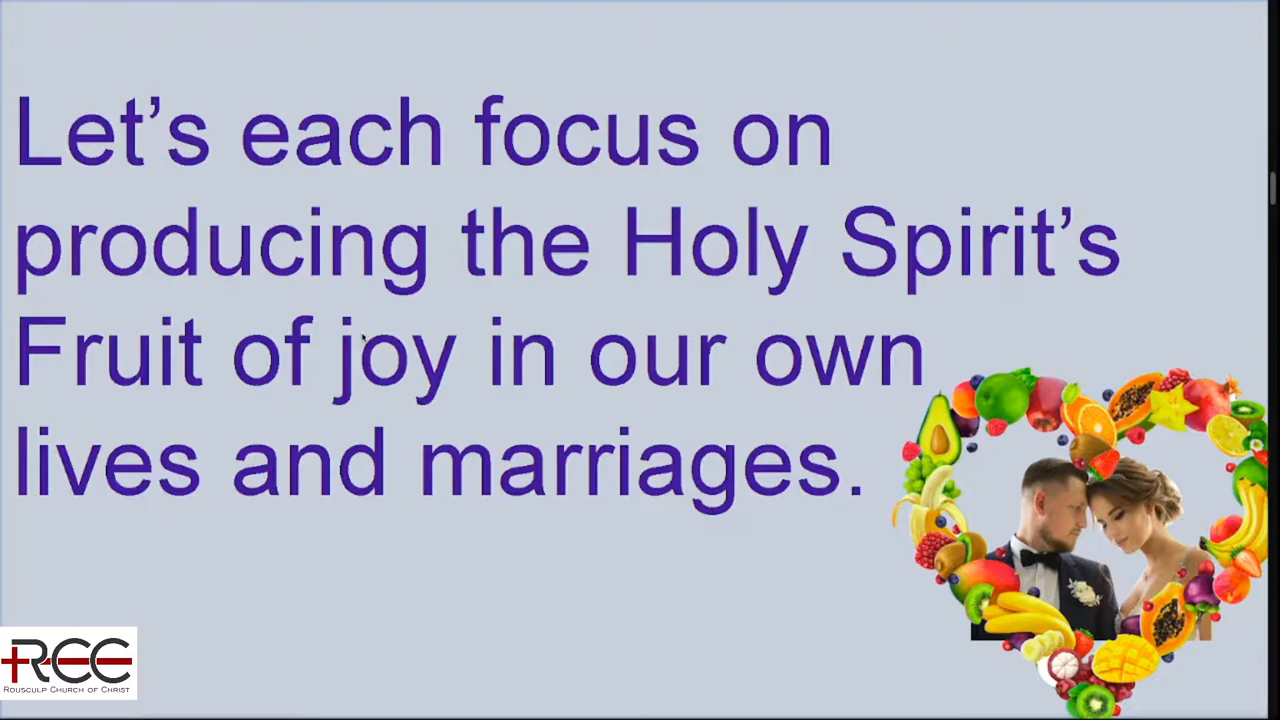 Let’s each focus on
producing the Holy Spirit’s
Fruit of joy in our own
lives and marriages.
RCC
Rousculp Church of Christ